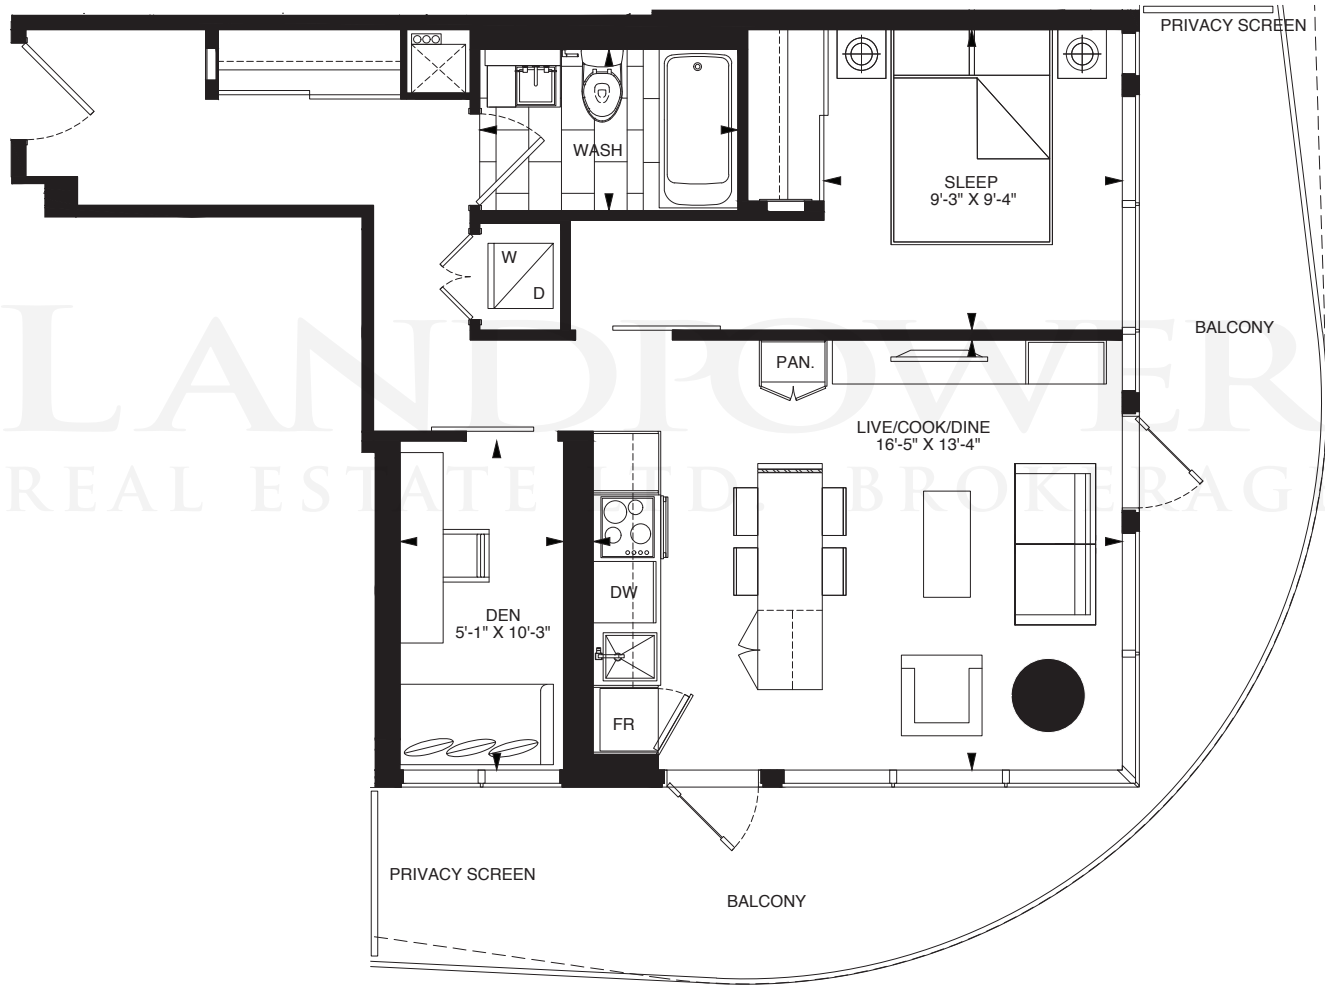 PRIVACY SCREEN
WASH
SLEEP
9'-3" X 9'-4"
W
D
BALCONY
LANDPOWER
PAN.
LIVE/COOK/DINE
16'-5" X 13'-4"
REAL ESTATE LTD. BROKERAG
DW
DEN
5'-1" X 10'-3"
FR
PRIVACY SCREEN
BALCONY